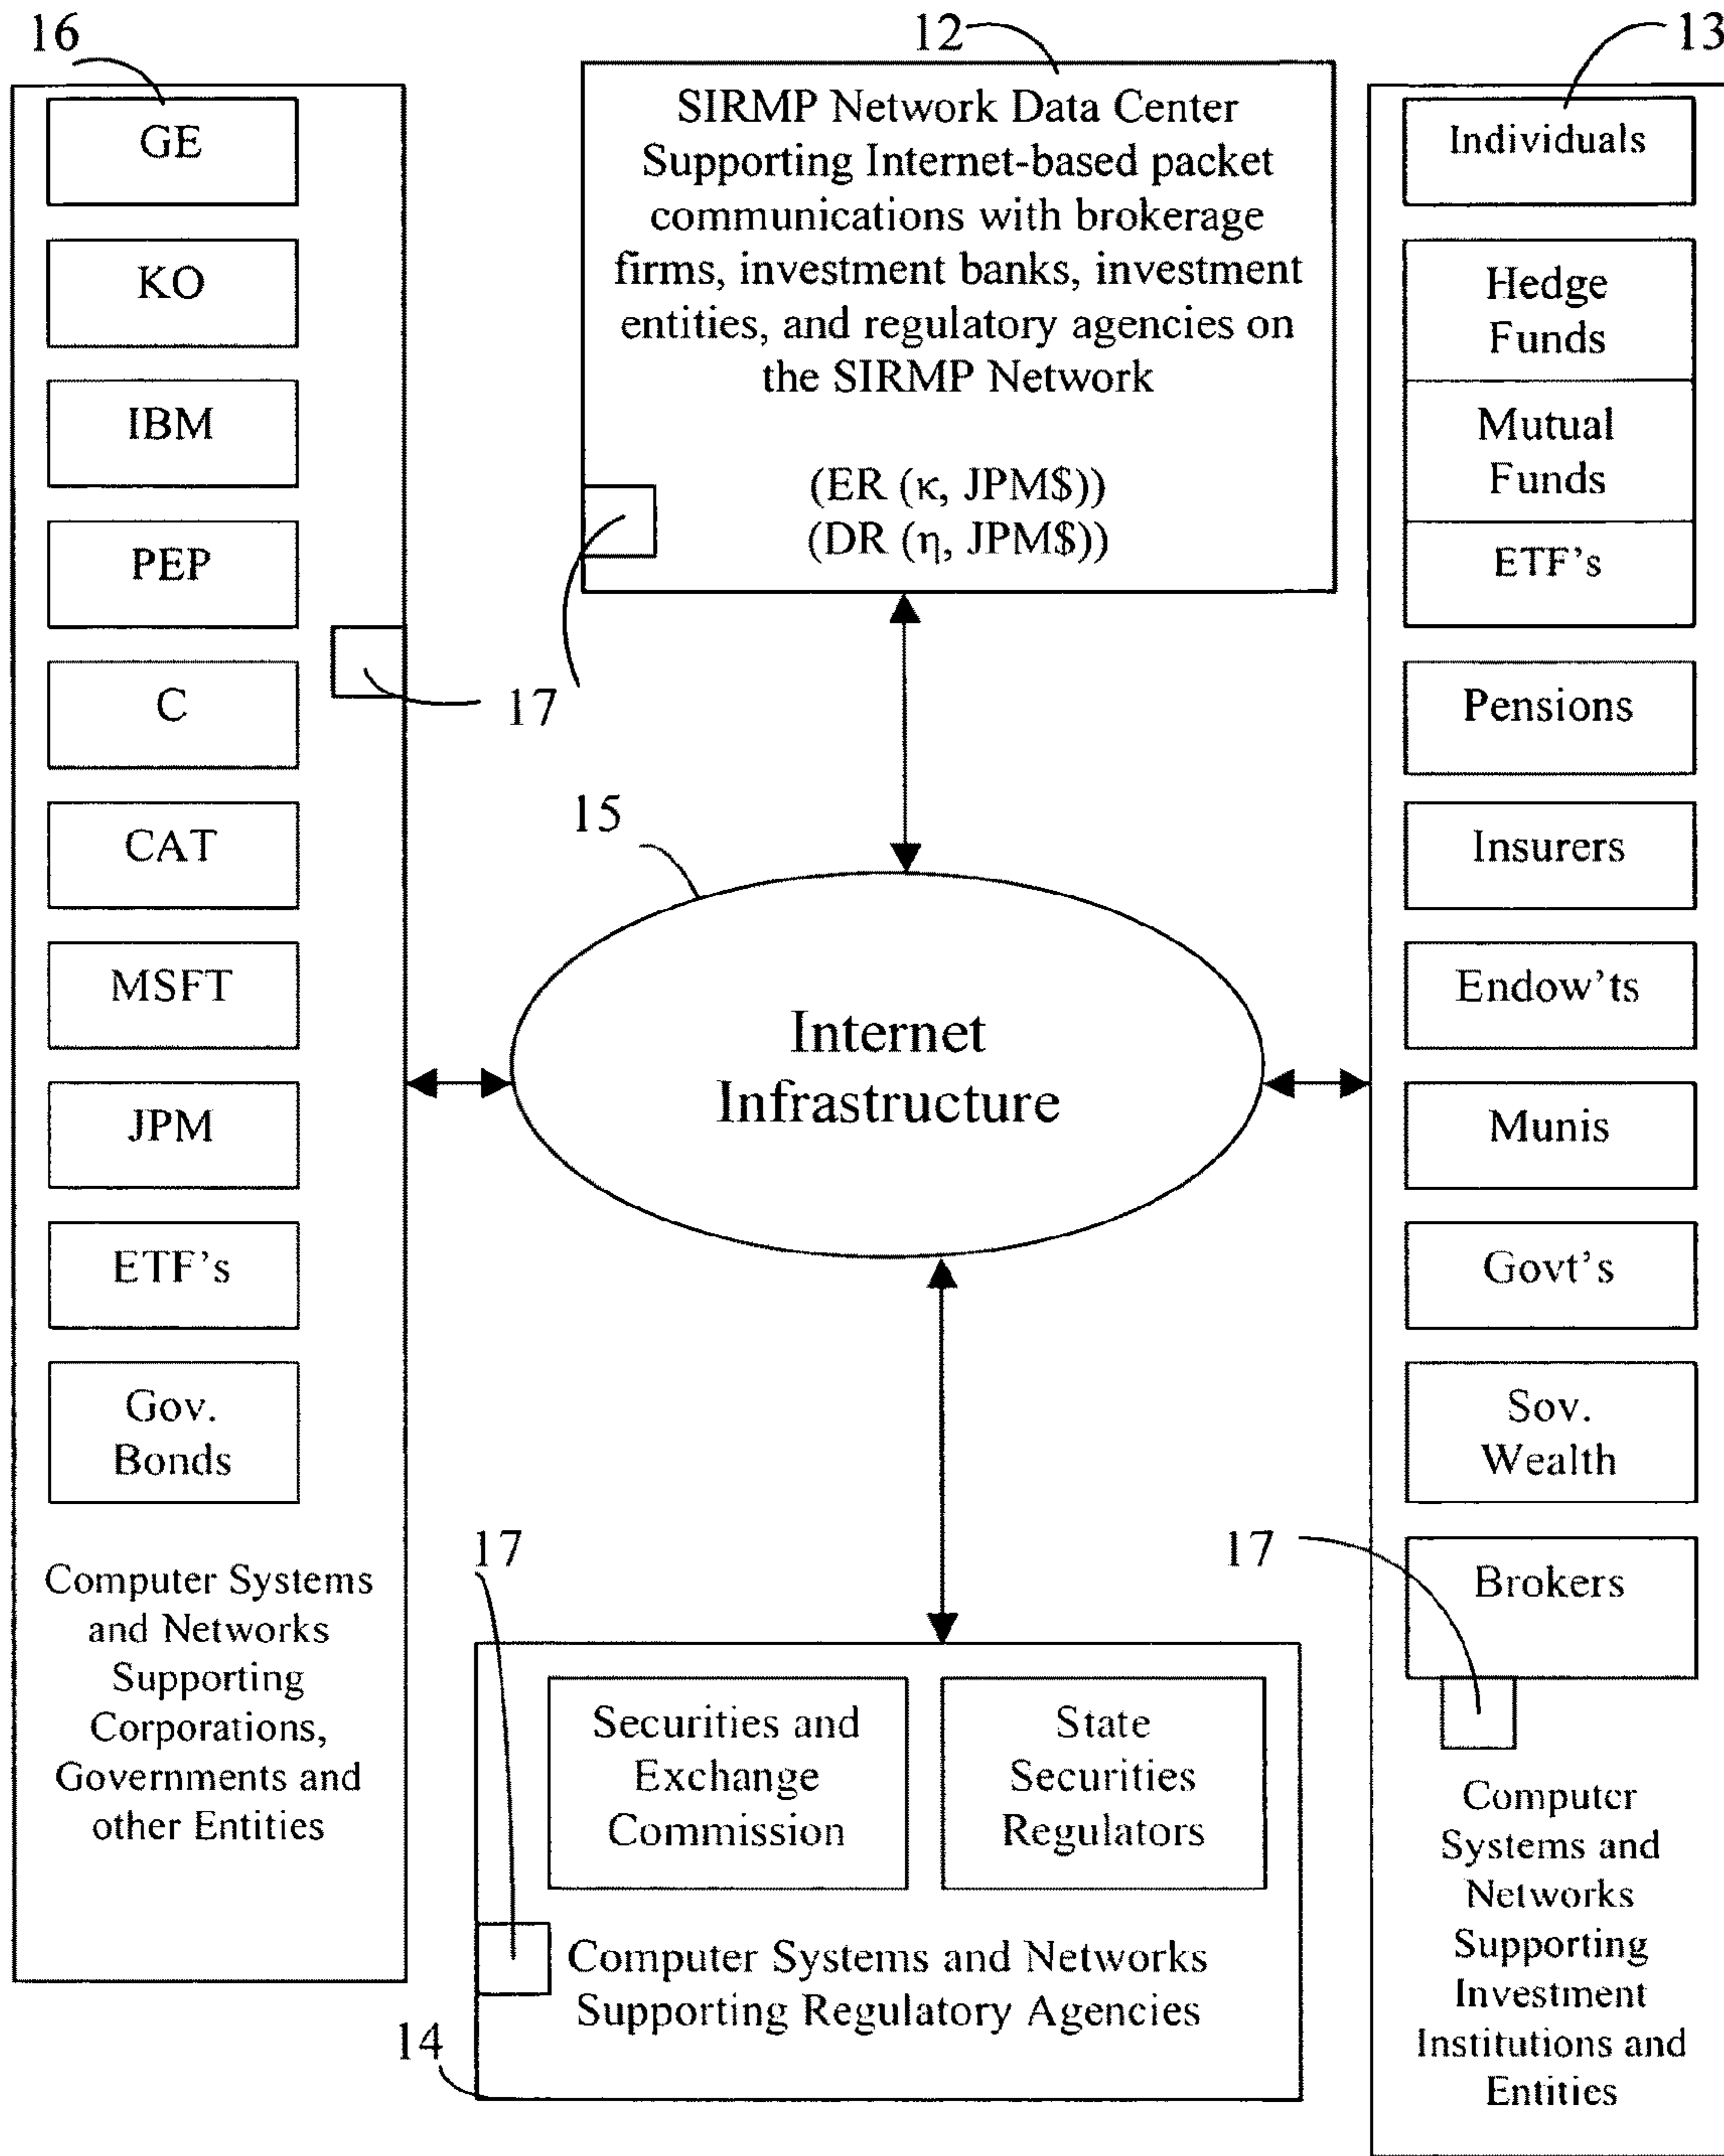 16
12
13
GE
KO
IBM
PEP
C
CAT
MSFT
JPM
ETF's
Gov.
Bonds
Computer Systems
and Networks
Supporting
Corporations,
Governments and
other Entities
17
SIRMP Network Data Center
Supporting Internet-based packet
communications with brokerage
firms, investment banks, investment
entities, and regulatory agencies on
the SIRMP Network
(ER (κ, JPM$))
(DR (η, JPM$))
15
Internet
Infrastructure
17
Securities and
Exchange
Commission
State
Securities
Regulators
Computer Systems and Networks
Supporting Regulatory Agencies
14
Individuals
Hedge
Funds
Mutual
Funds
ETF's
Pensions
Insurers
Endow'ts
Munis
Govt's
Sov.
Wealth
17
Brokers
Computer
Systems and
Networks
Supporting
Investment
Institutions and
Entities